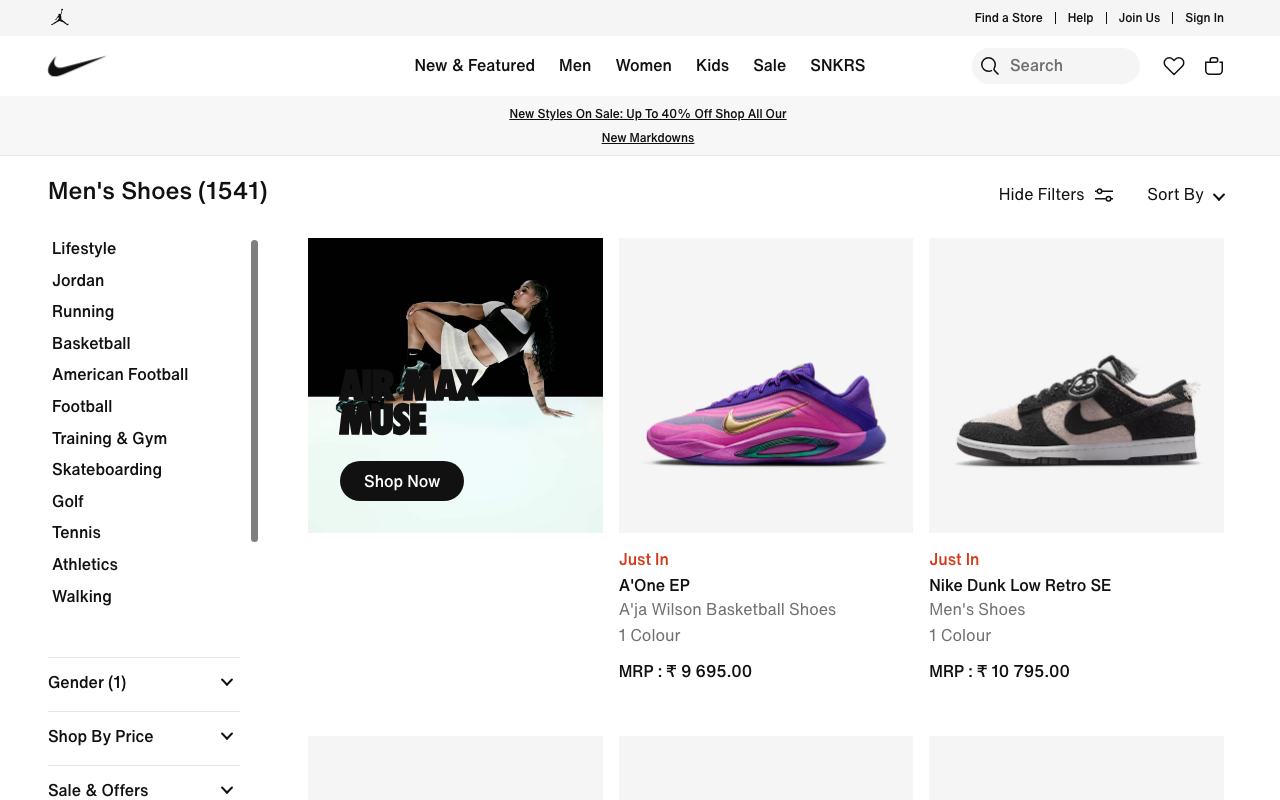 Find a Store
Help
Join Us
Sign In
New & Featured
Men
Women
Kids
Sale
SNKRS
Search
New Styles On Sale: Up To 40% Off Shop All Our
New Markdowns
Men's Shoes (1541)
Hide Filters
Sort By
Lifestyle
Jordan
Running
Basketball
American Football
Football
Training & Gym
Skateboarding
Golf
Tennis
Athletics
Walking
Gender (1)
Shop By Price
Sale & Offers
AIR MAX
MUSE
Shop Now
Just In
A'One EP
A'ja Wilson Basketball Shoes
1 Colour
MRP : ₹ 9 695.00
Just In
Nike Dunk Low Retro SE
Men's Shoes
1 Colour
MRP : ₹ 10 795.00